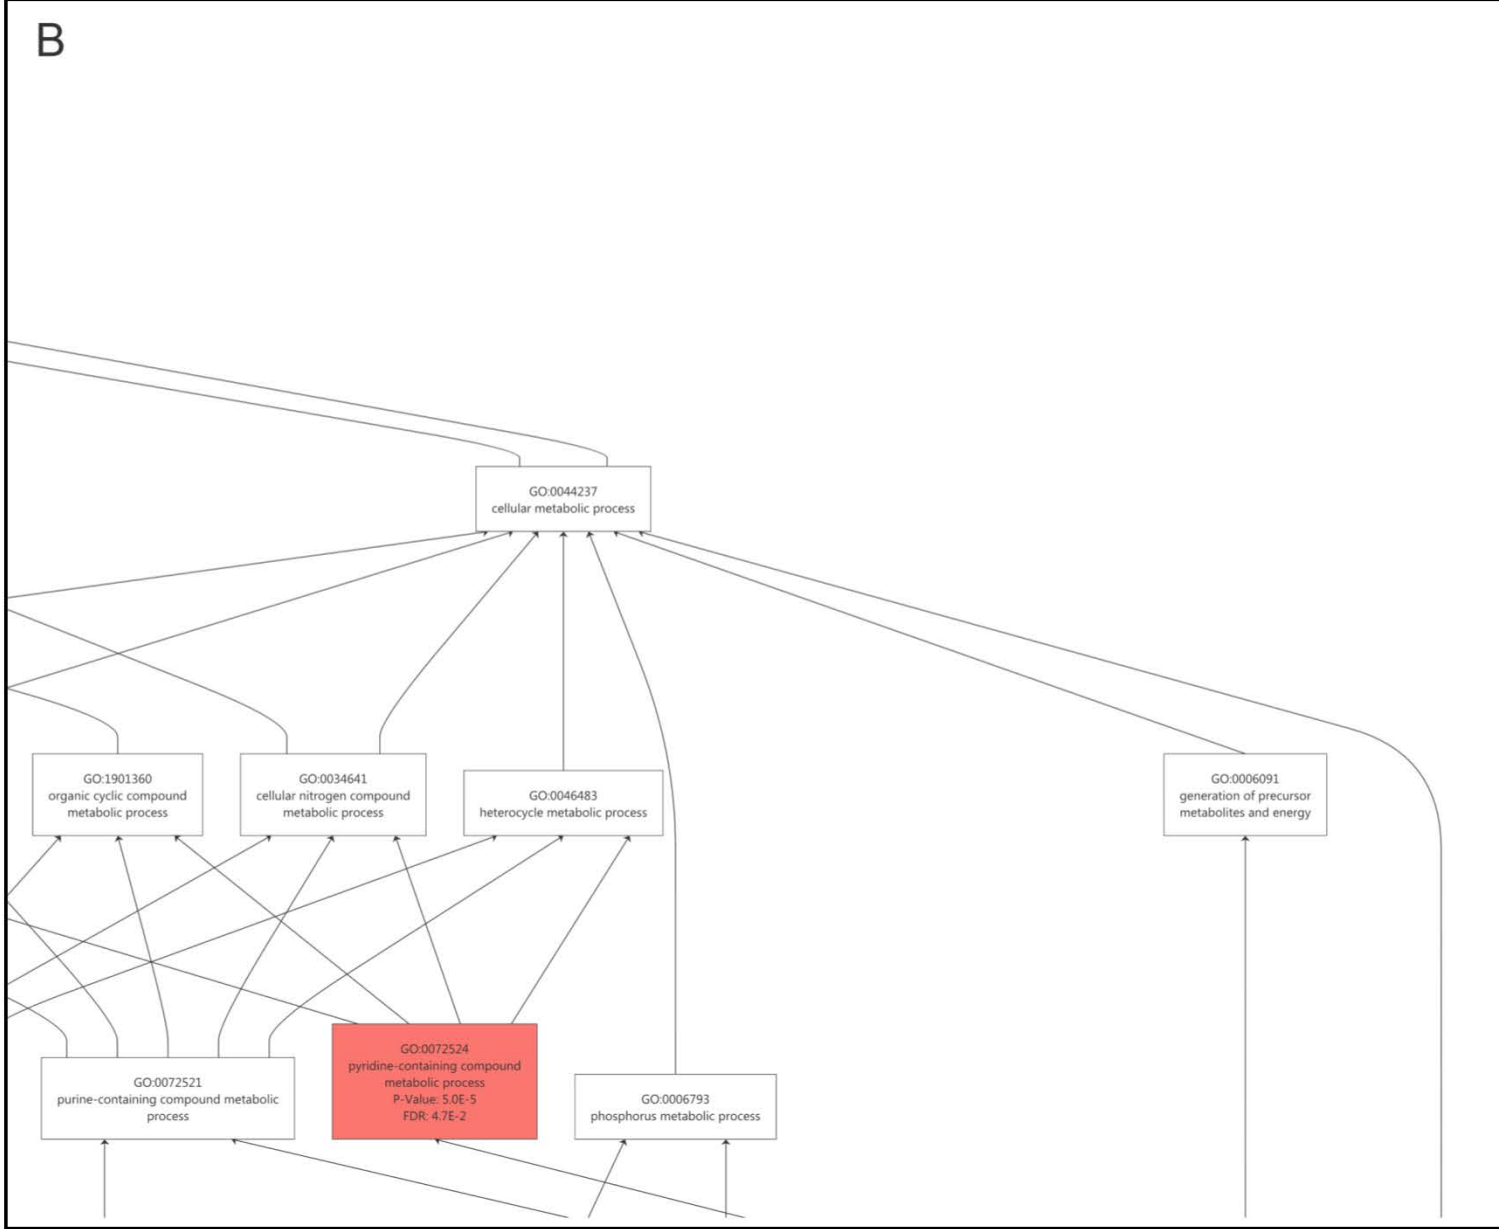 B
GO:0044237
cellular metabolic process
GO:1901360
organic cyclic compound
metabolic process
GO:0034641
cellular nitrogen compound
metabolic process
GO:0046483
heterocycle metabolic process
GO:0006091
generation of precursor
metabolites and energy
GO:0072521
purine-containing compound metabolic
process
GO:0072524
pyridine-containing compound
metabolic process
P-Value: 5.0E-5
FDR: 4.7E-2
GO:0006793
phosphorus metabolic process